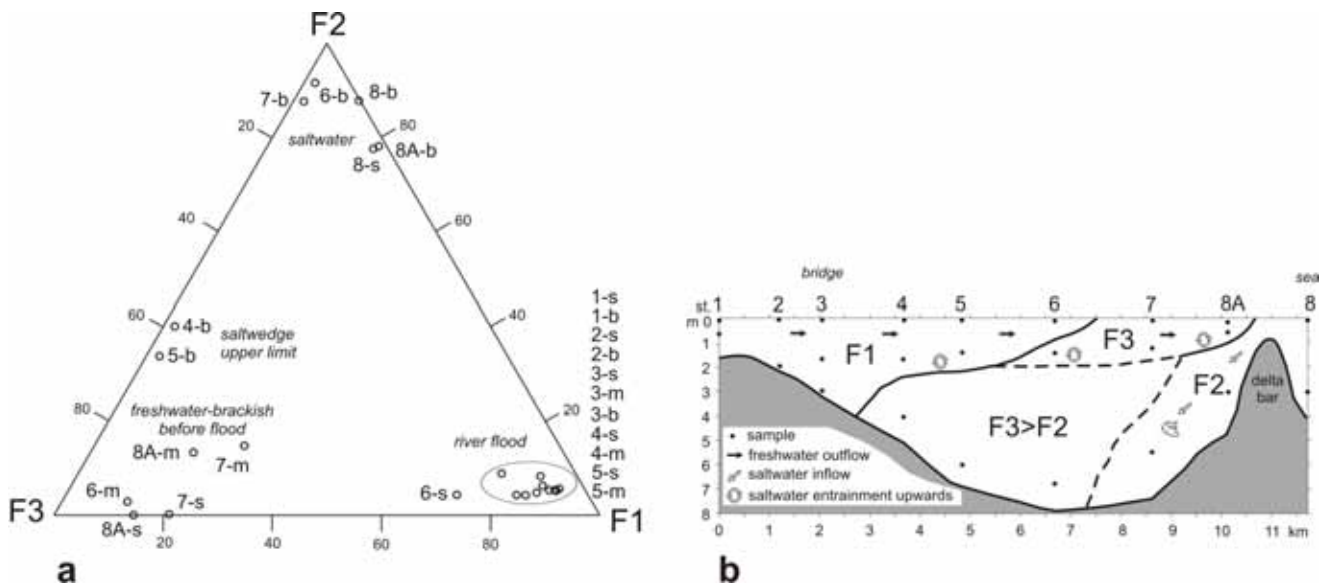 F2
7-b
6-b
8-b
20
saltwater
80
8-s
8A-b
40
60
60
4-b
saltwedge
upper limit
5-b
40
80
freshwater-brackish
before flood
8A-m
7-m
river flood
20
6-m
7-s
6-s
F3
8A-s
F1
20
40
60
80
1-s
1-b
2-s
2-b
3-s
3-m
3-b
4-s
4-m
5-s
5-m
a
bridge
sea
st. 1 2 3 4 5 6 7 8A 8
m 0
1
2
3
4
5
6
7
8
F1
F3
F2
F3>F2
delta
bar
sample
freshwater outflow
saltwater inflow
saltwater entrainment upwards
0 1 2 3 4 5 6 7 8 9 10 11 km
b